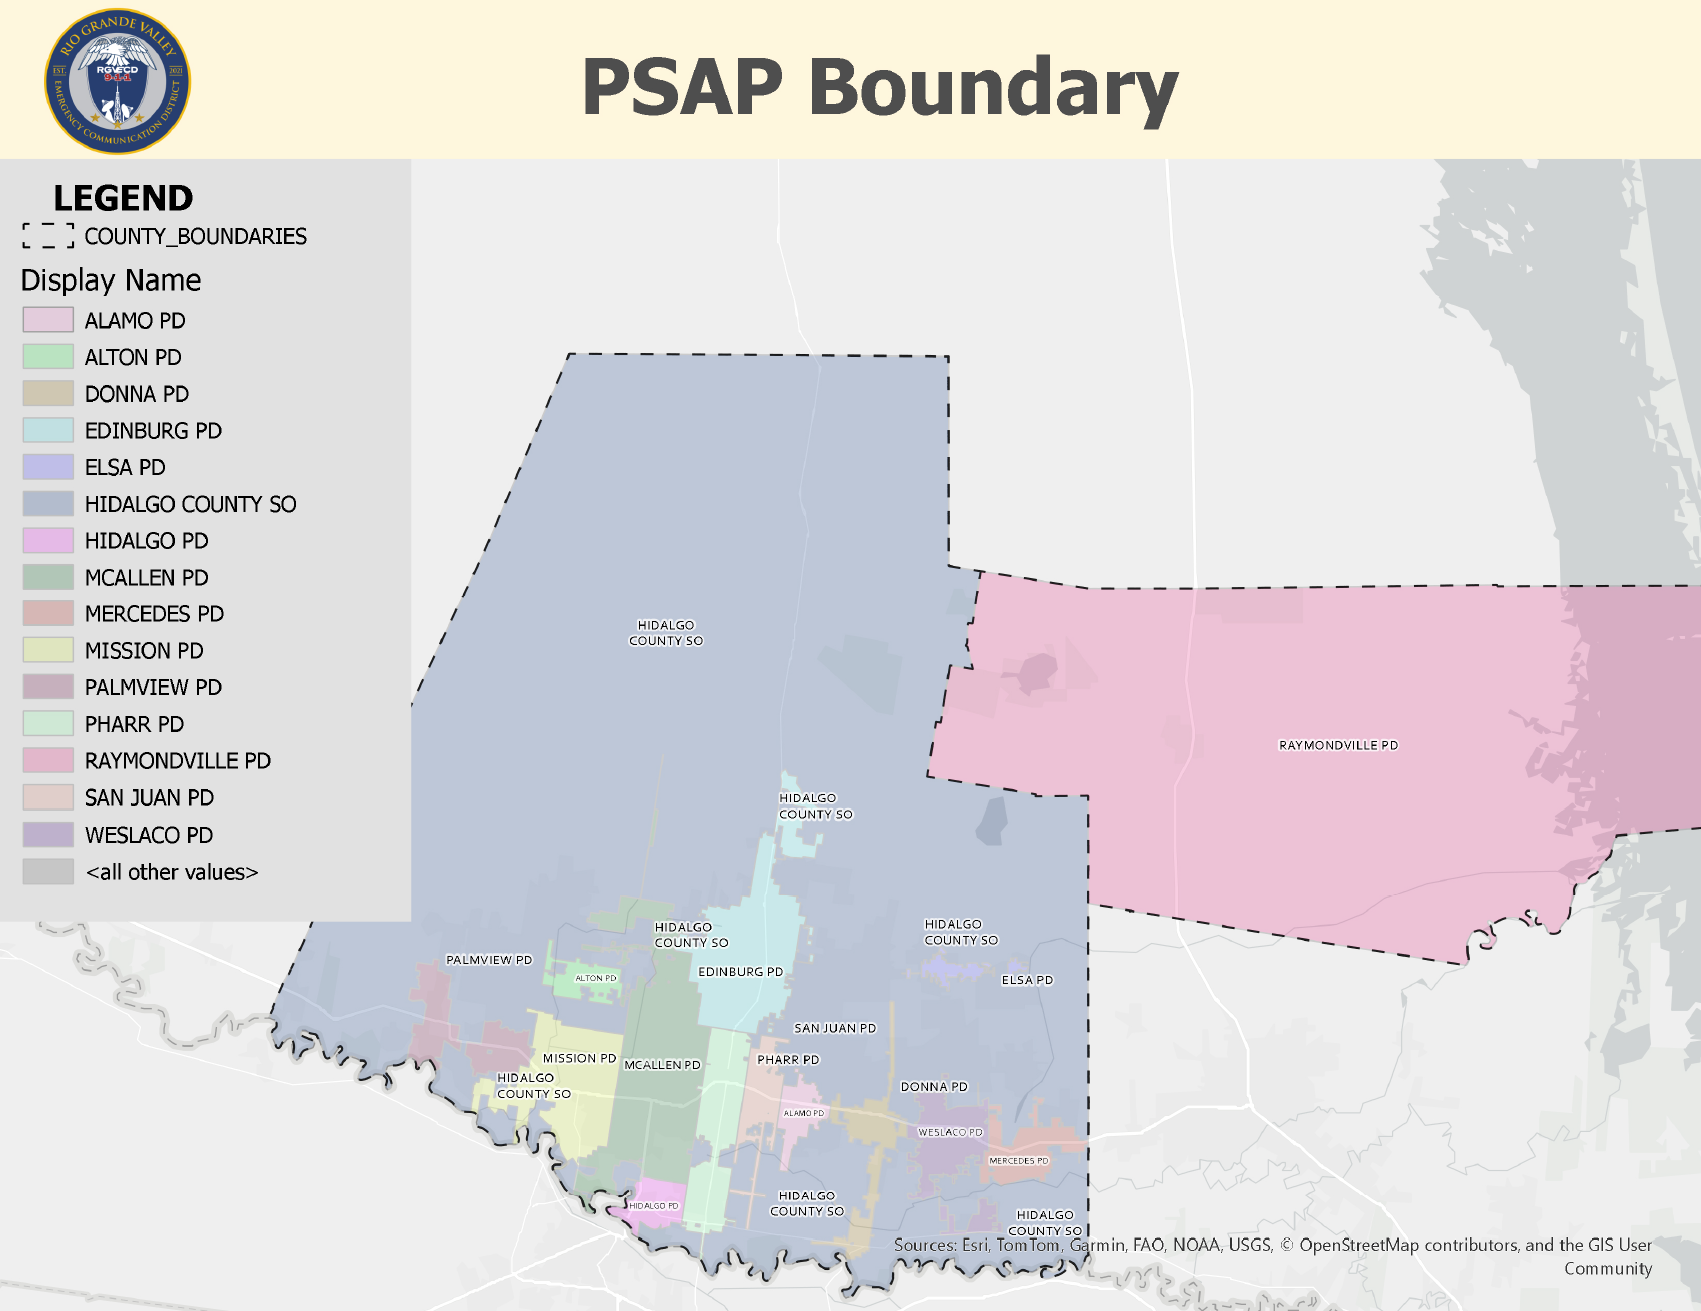 RIO GRANDE VALLEY
EST. 2021
RGVECD
9-1-1
EMERGENCY COMMUNICATION DISTRICT
PSAP Boundary
LEGEND
COUNTY_BOUNDARIES
Display Name
ALAMO PD
ALTON PD
DONNA PD
EDINBURG PD
ELSA PD
HIDALGO COUNTY SO
HIDALGO PD
MCALLEN PD
MERCEDES PD
MISSION PD
PALMVIEW PD
PHARR PD
RAYMONDVILLE PD
SAN JUAN PD
WESLACO PD
<all other values>
HIDALGO
COUNTY SO
RAYMONDVILLE PD
HIDALGO
COUNTY SO
HIDALGO
COUNTY SO
HIDALGO
COUNTY SO
PALMVIEW PD
ALTON PD
EDINBURG PD
ELSA PD
SAN JUAN PD
MISSION PD
MCALLEN PD
PHARR PD
HIDALGO
COUNTY SO
DONNA PD
ALAMO PD
WESLACO PD
MERCEDES PD
HIDALGO PD
HIDALGO
COUNTY SO
HIDALGO
COUNTY SO
Sources: Esri, TomTom, Garmin, FAO, NOAA, USGS, © OpenStreetMap contributors, and the GIS User
Community